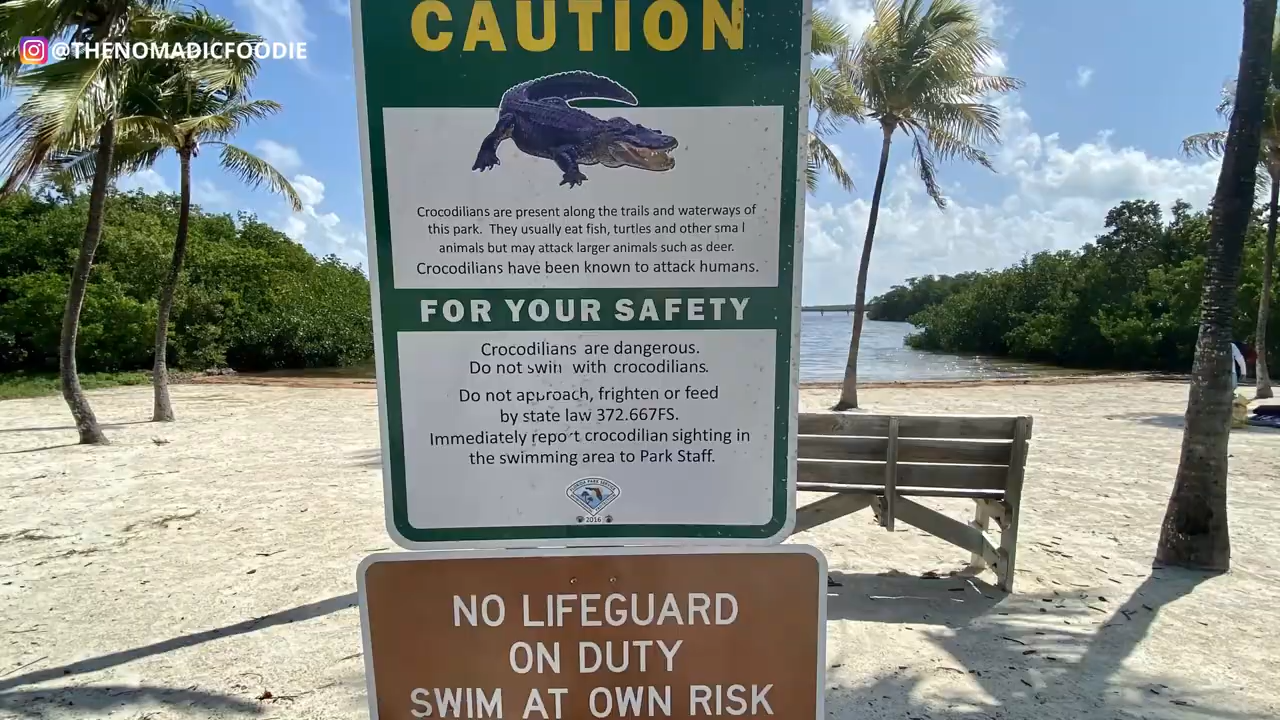 @THENOMADICFOODIE
CAUTION
Crocodilians are present along the trails and waterways of
this park. They usually eat fish, turtles and other smal
animals but may attack larger animals such as deer.
Crocodilians have been known to attack humans.
FOR YOUR SAFETY
Crocodilians are dangerous.
Do not swim with crocodilians.
Do not approach, frighten or feed
by state law 372.667FS.
Immediately report crocodilian sighting in
the swimming area to Park Staff.
FLORIDA PARK SERVICE
2016
NO LIFEGUARD
ON DUTY
SWIM AT OWN RISK